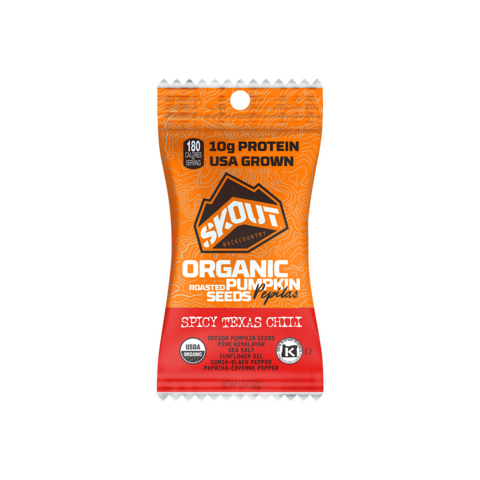 180
CALORIES
PER
SERVING
10g PROTEIN
USA GROWN
SKOUT
BACKCOUNTRY
ORGANIC
ROASTED PUMPKIN
SEEDS Pepitas
SPICY TEXAS CHILI
USDA
ORGANIC
OREGON PUMPKIN SEEDS
PINK HIMALAYAN
SEA SALT
SUNFLOWER OIL
CUMIN-BLACK PEPPER
PAPRIKA-CAYENNE PEPPER
K
D